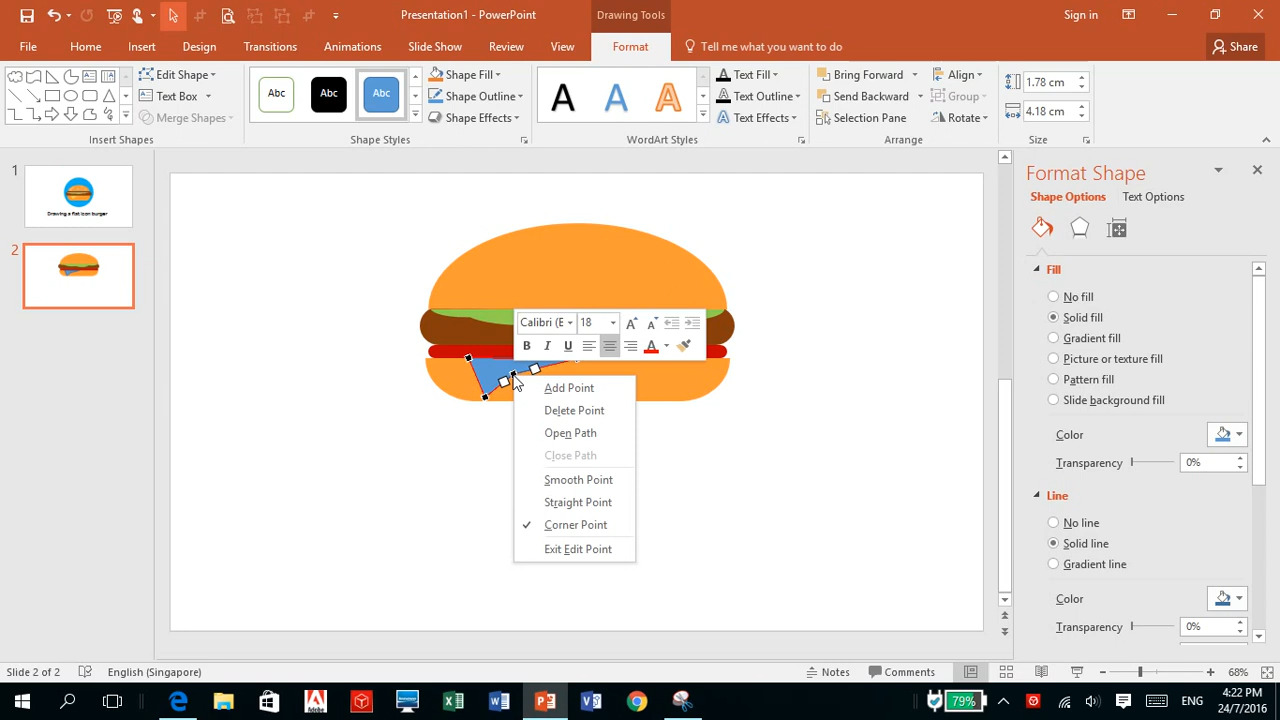 Presentation1 - PowerPoint
Drawing Tools
Sign in
File
Home
Insert
Design
Transitions
Animations
Slide Show
Review
View
Format
Tell me what you want to do
Share
Edit Shape
Text Box
Merge Shapes
Insert Shapes
Abc
Abc
Abc
Shape Fill
Shape Outline
Shape Effects
Shape Styles
A A A
Text Fill
Text Outline
Text Effects
WordArt Styles
Bring Forward
Send Backward
Selection Pane
Align
Group
Rotate
Arrange
1.78 cm
4.18 cm
Size
1
Drawing a flat icon burger
2
Calibri (E
18
A A
B I U
A
Add Point
Delete Point
Open Path
Close Path
Smooth Point
Straight Point
Corner Point
Exit Edit Point
Format Shape
Shape Options
Text Options
Fill
No fill
Solid fill
Gradient fill
Picture or texture fill
Pattern fill
Slide background fill
Color
Transparency
0%
Line
No line
Solid line
Gradient line
Color
Transparency
0%
Slide 2 of 2
English (Singapore)
Notes
Comments
68%
79%
ENG
4:22 PM
24/7/2016